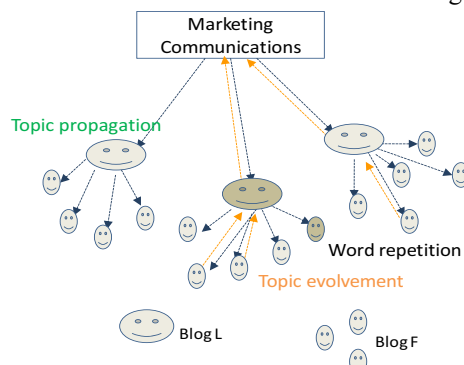 Marketing
Communications
Topic propagation
Word repetition
Topic evolvement
Blog L
Blog F